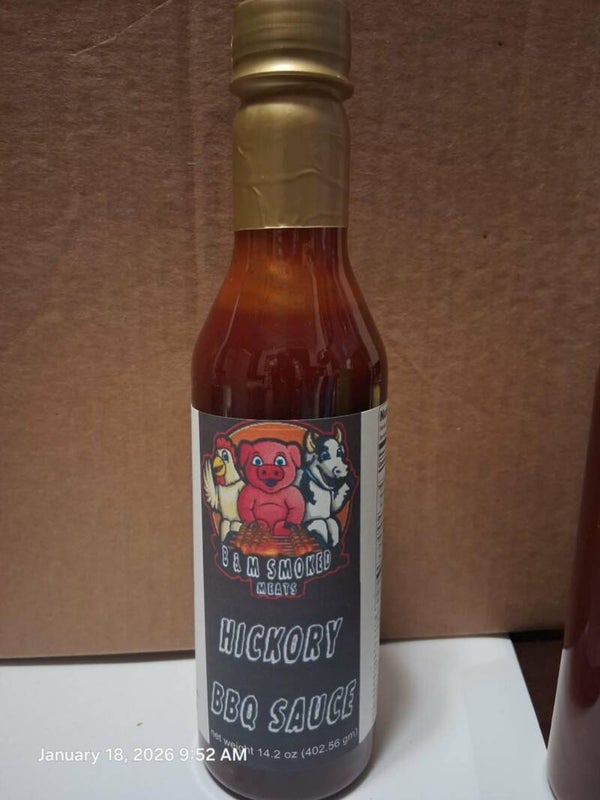 B & M SMOKED
MEATS
HICKORY
BBQ SAUCE
net weight 14.2 oz (402.56 gm)
January 18, 2026 9:52 AM